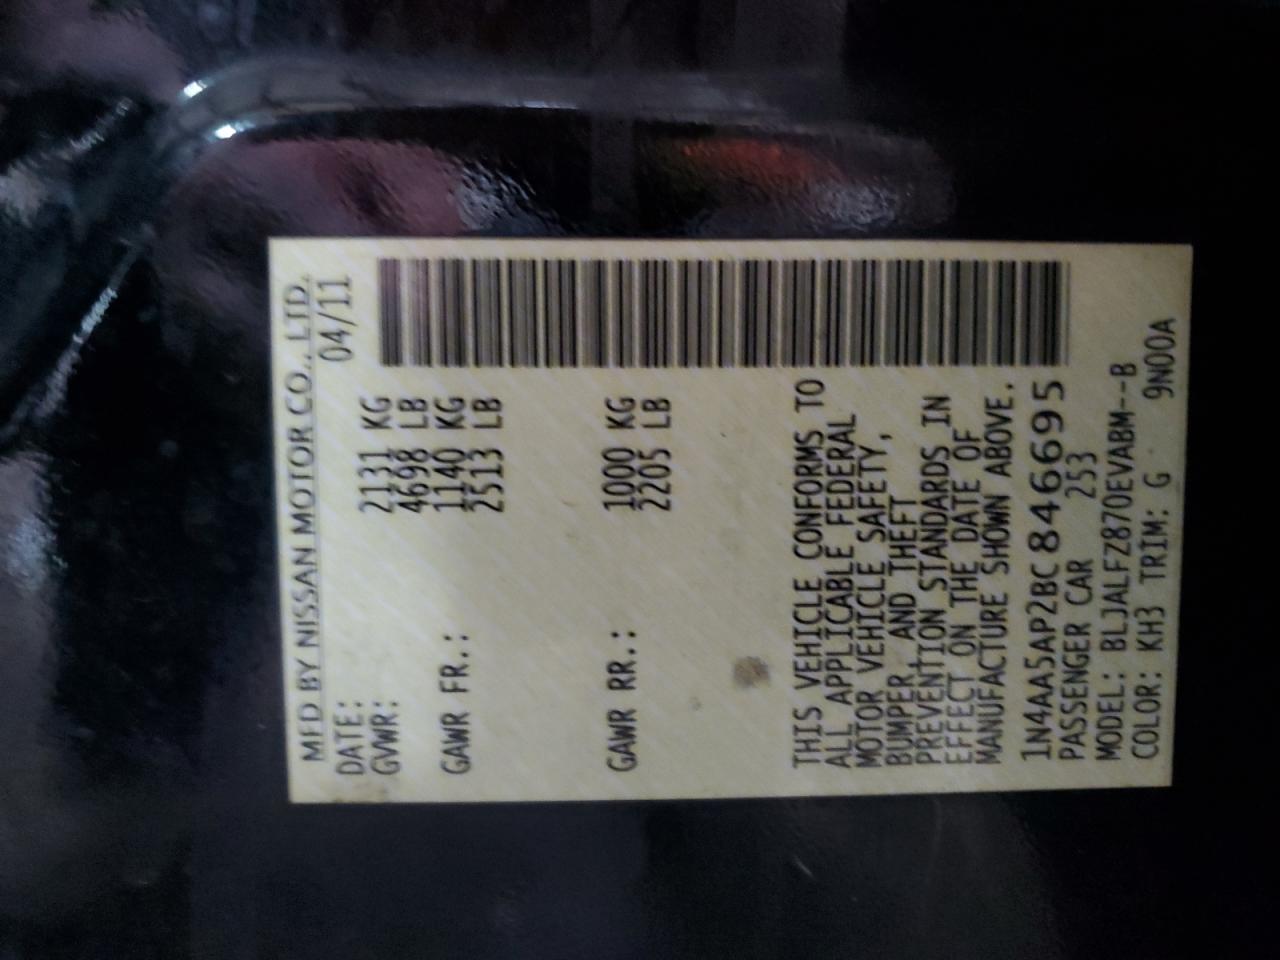 MFD BY NISSAN MOTOR CO., LTD.
DATE: 04/11
GVWR: 2131 KG
4698 LB
GAWR FR.: 1140 KG
2513 LB
GAWR RR.: 1000 KG
2205 LB
THIS VEHICLE CONFORMS TO
ALL APPLICABLE FEDERAL
MOTOR VEHICLE SAFETY,
BUMPER AND THEFT
PREVENTION STANDARDS IN
EFFECT ON THE DATE OF
MANUFACTURE SHOWN ABOVE.
1N4AA5AP2BC846695
PASSENGER CAR 253
MODEL: BLJALFZ870EVABM--B
COLOR: KH3 TRIM: G 9N00A